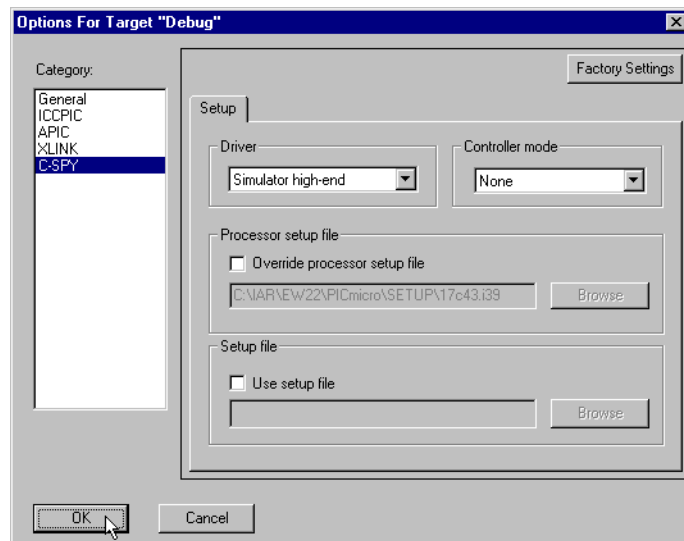 Options For Target "Debug"
Category:
Factory Settings
General
ICCPIC
APIC
XLINK
C-SPY
Setup
Driver
Controller mode
Simulator high-end
None
Processor setup file
Override processor setup file
C:\IAR\EW22\PICmicro\SETUP\17c43.i39
Browse
Setup file
Use setup file
Browse
OK
Cancel